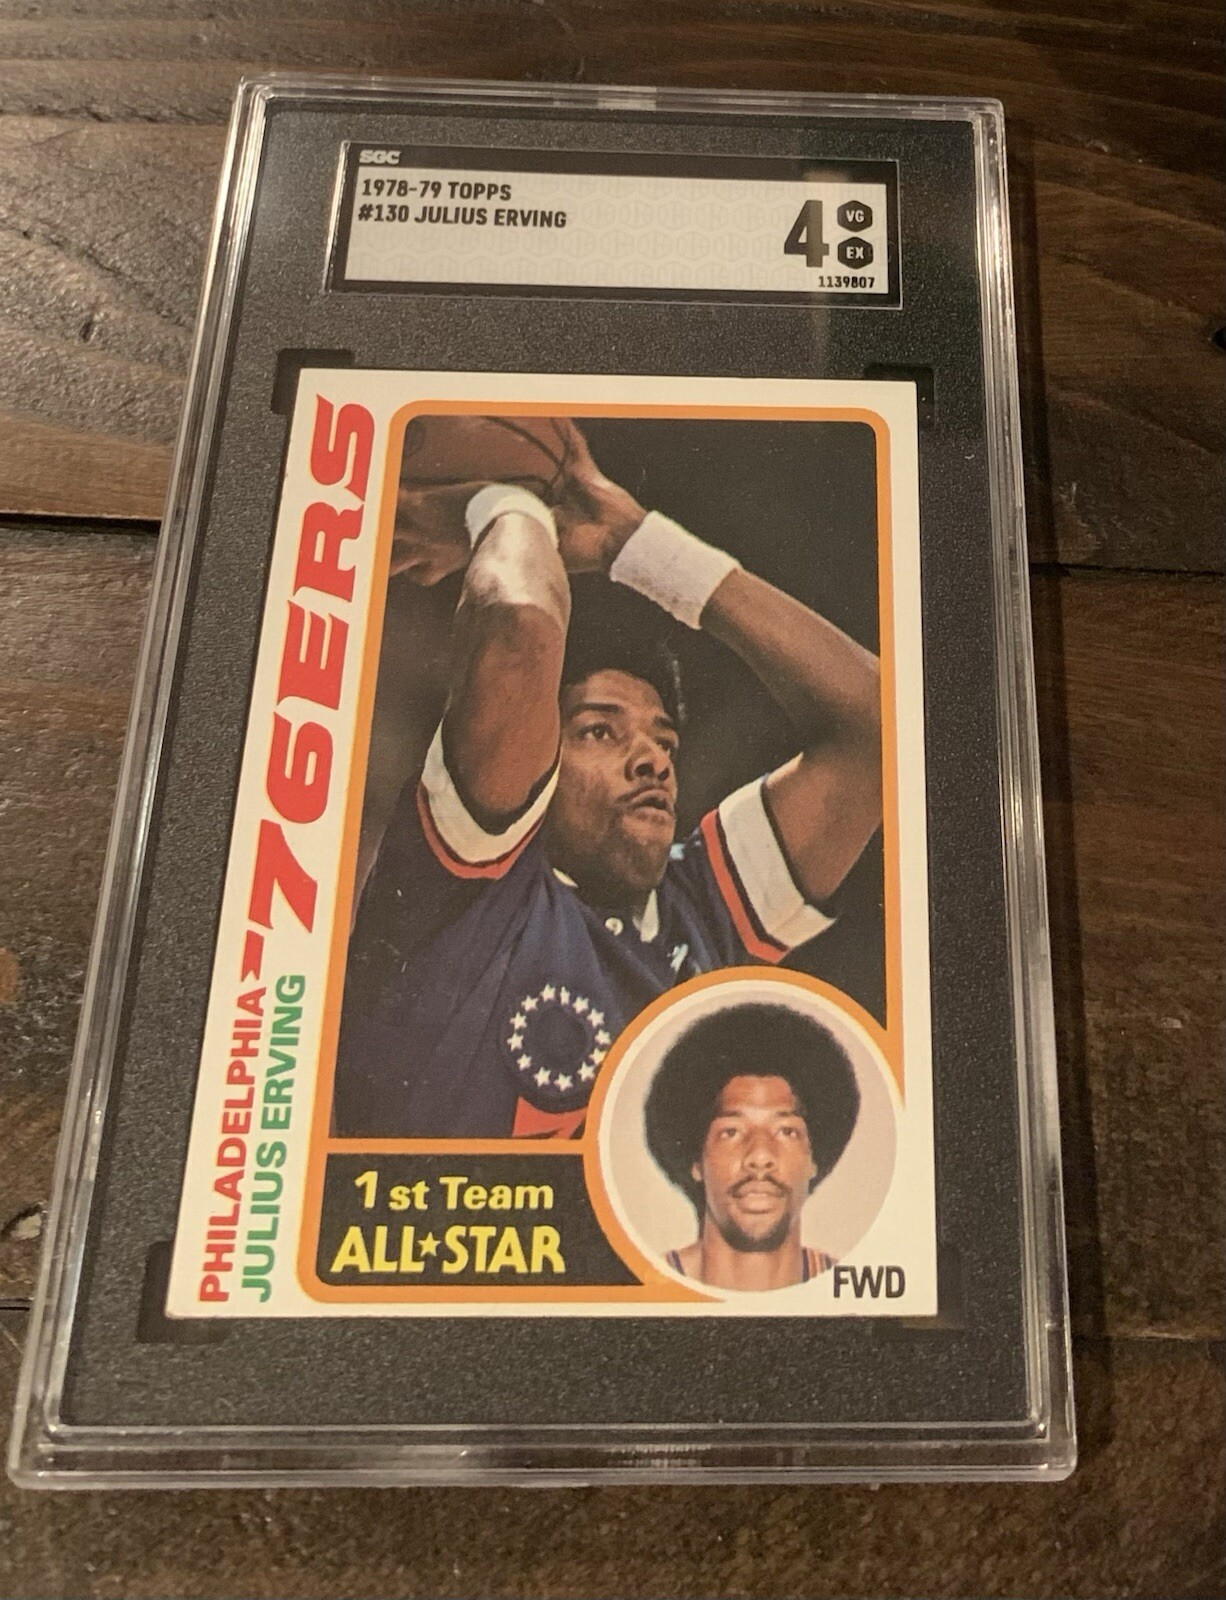 SGC
1978-79 TOPPS
#130 JULIUS ERVING
4
VG
EX
1139807
PHILADELPHIA 76ERS
JULIUS ERVING
1st Team
ALL★STAR
FWD